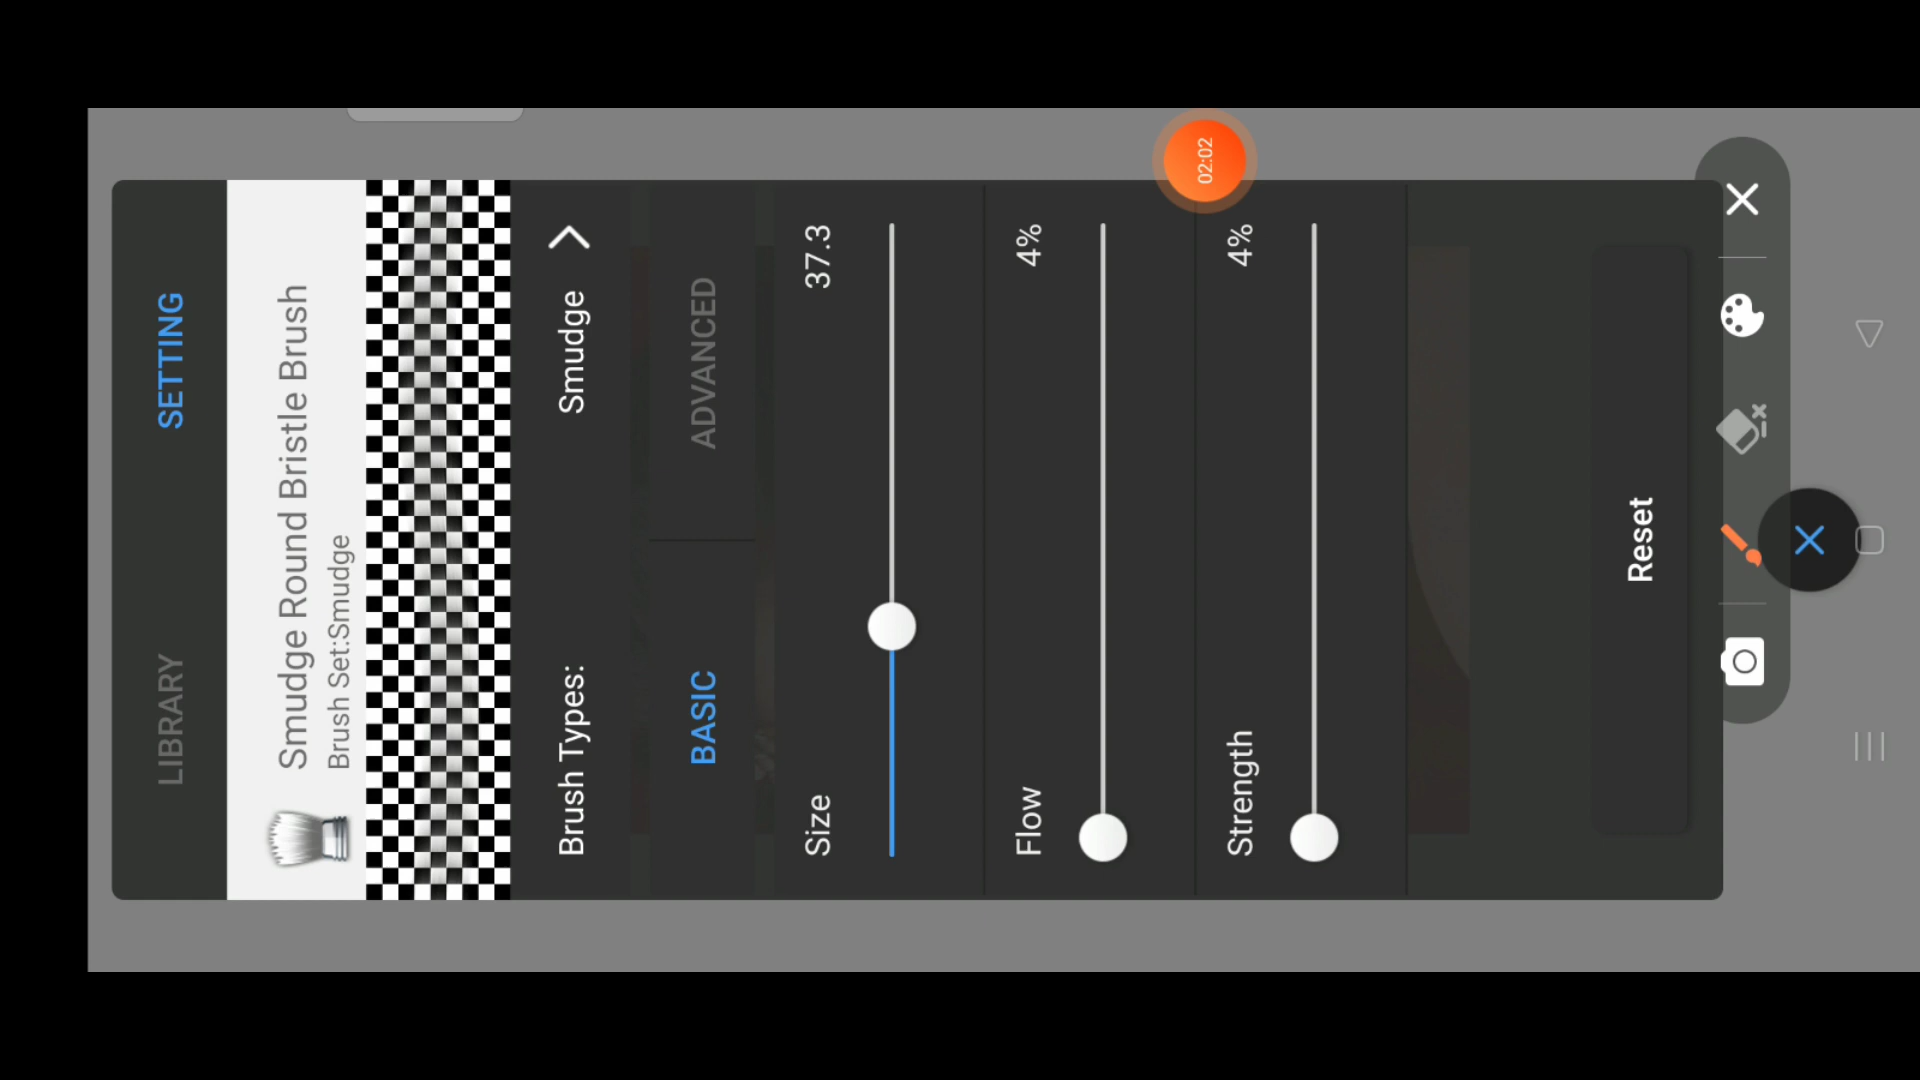 LIBRARY SETTING
Smudge Round Bristle Brush
Brush Set:Smudge
Brush Types: Smudge
BASIC ADVANCED
Size 37.3
Flow 4%
Strength 4%
Reset
02:02